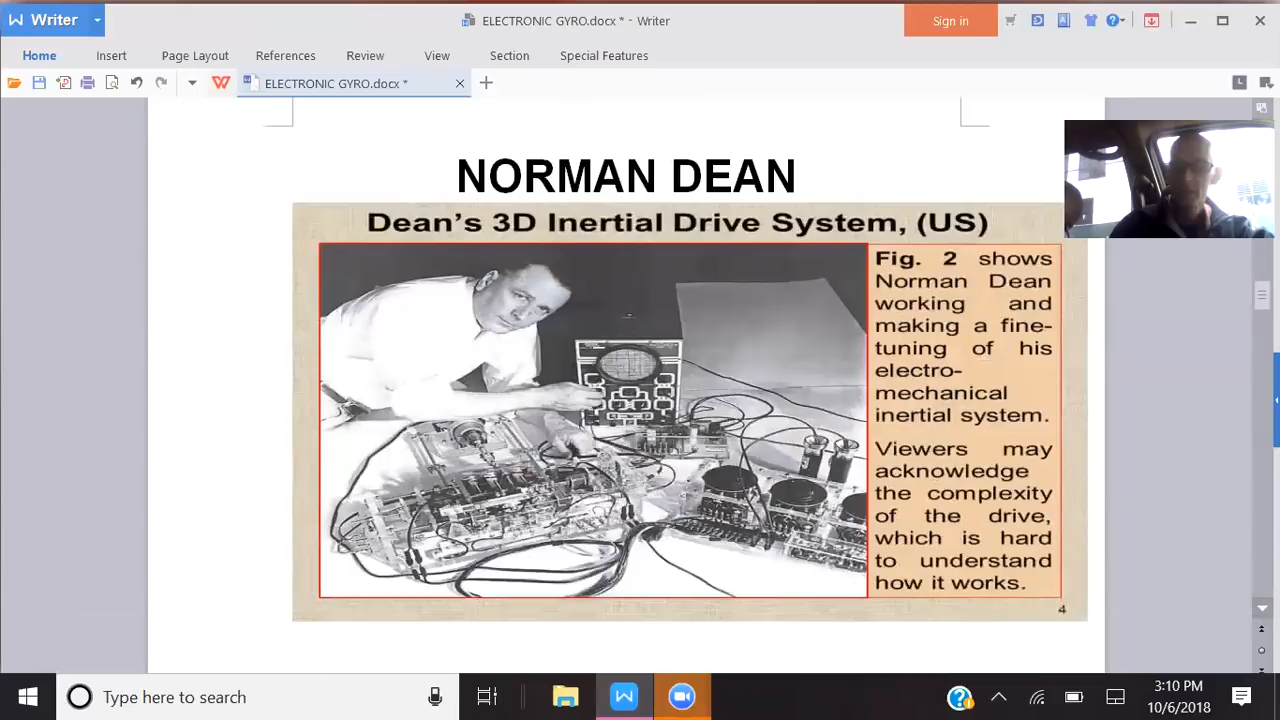 Writer
ELECTRONIC GYRO.docx * - Writer
Sign in
Home
Insert
Page Layout
References
Review
View
Section
Special Features
ELECTRONIC GYRO.docx *
NORMAN DEAN
Dean's 3D Inertial Drive System, (US)
Fig. 2 shows
Norman Dean
working and
making a fine-
tuning of his
electro-
mechanical
inertial system.
Viewers may
acknowledge
the complexity
of the drive,
which is hard
to understand
how it works.
4
Type here to search
3:10 PM
10/6/2018